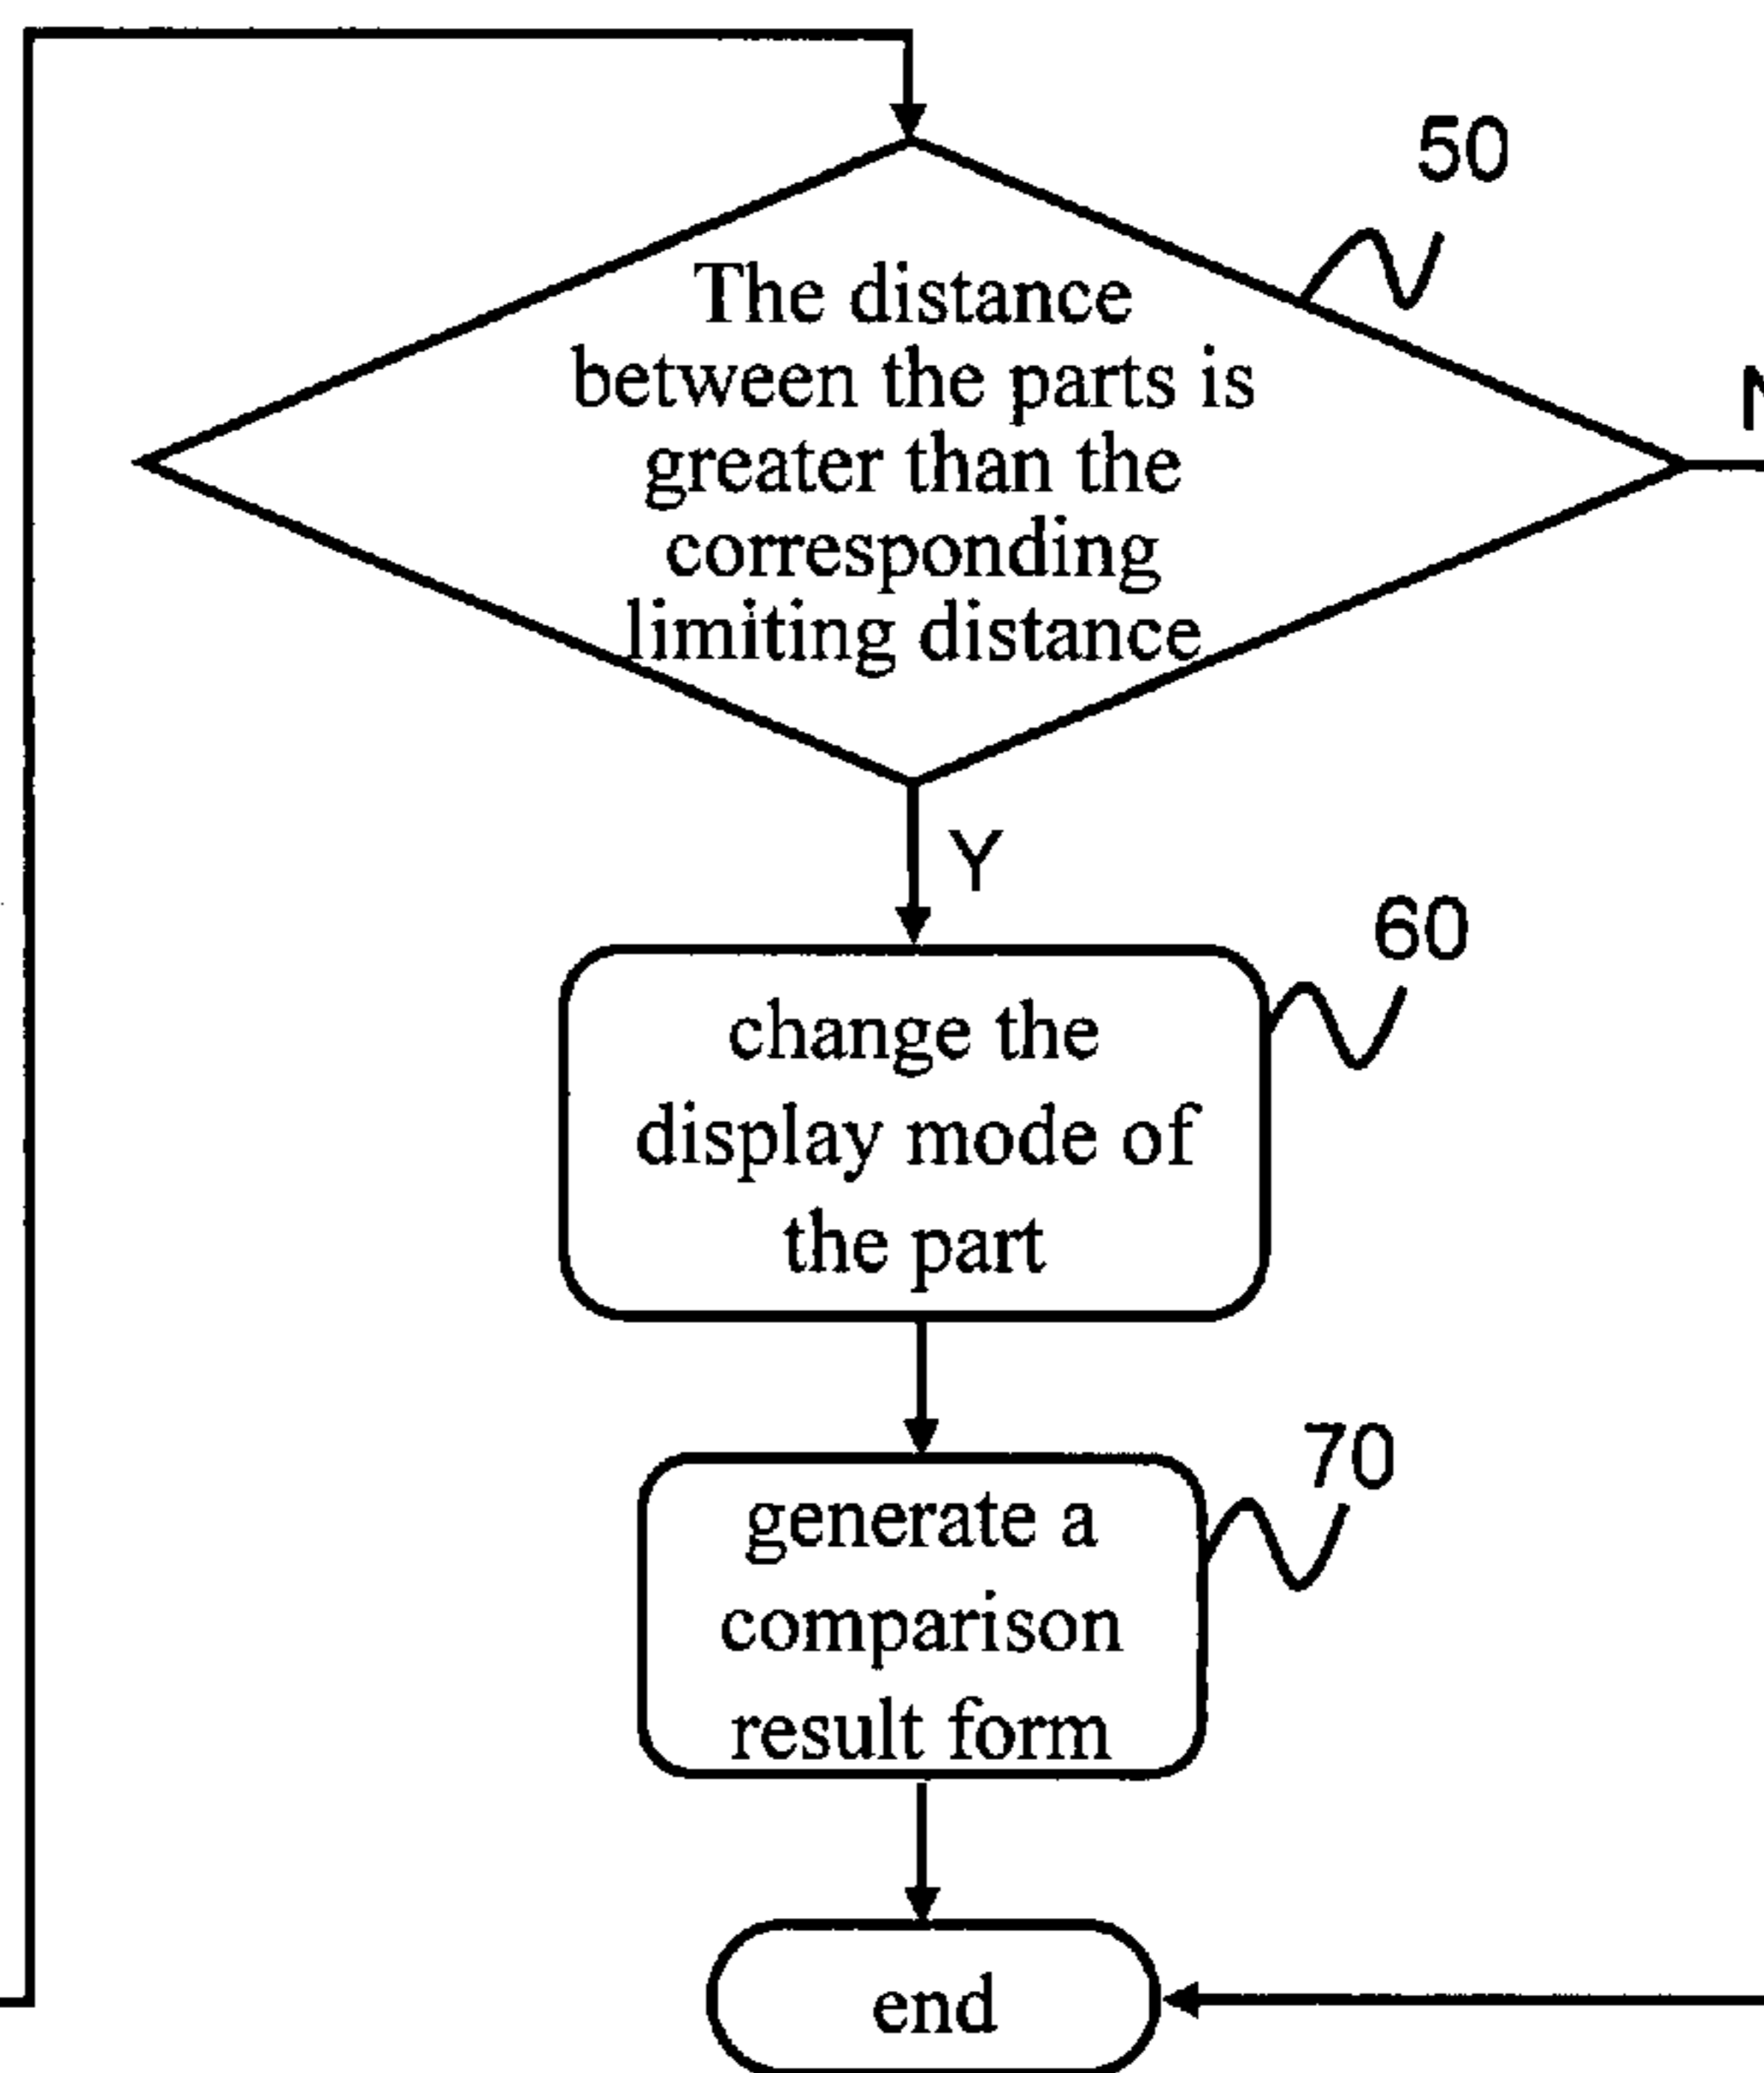 50
The distance
between the parts is
greater than the
corresponding
limiting distance
N
Y
60
change the
display mode of
the part
70
generate a
comparison
result form
end